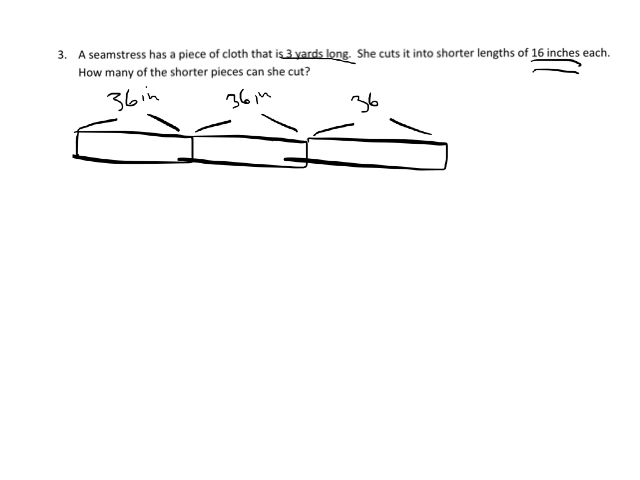 3. A seamstress has a piece of cloth that is 3 yards long. She cuts it into shorter lengths of 16 inches each.
How many of the shorter pieces can she cut?
36in 36in 36